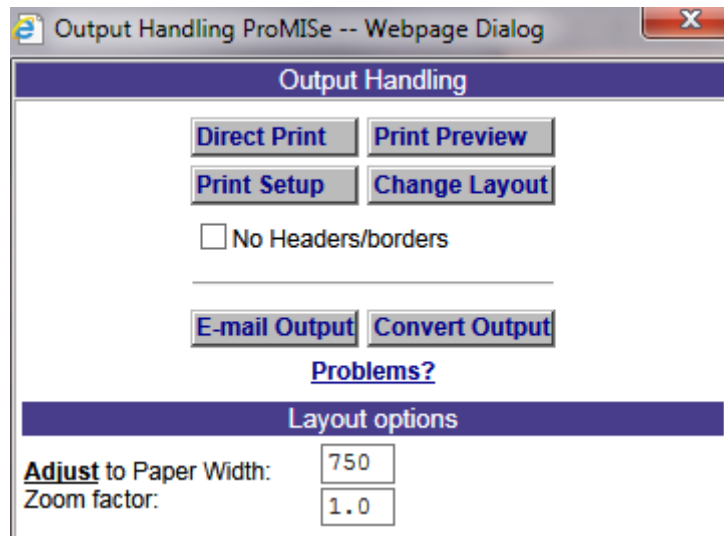 Output Handling ProMISe -- Webpage Dialog
x
Output Handling
Direct Print Print Preview
Print Setup Change Layout
No Headers/borders
E-mail Output Convert Output
Problems?
Layout options
Adjust to Paper Width: 750
Zoom factor: 1.0